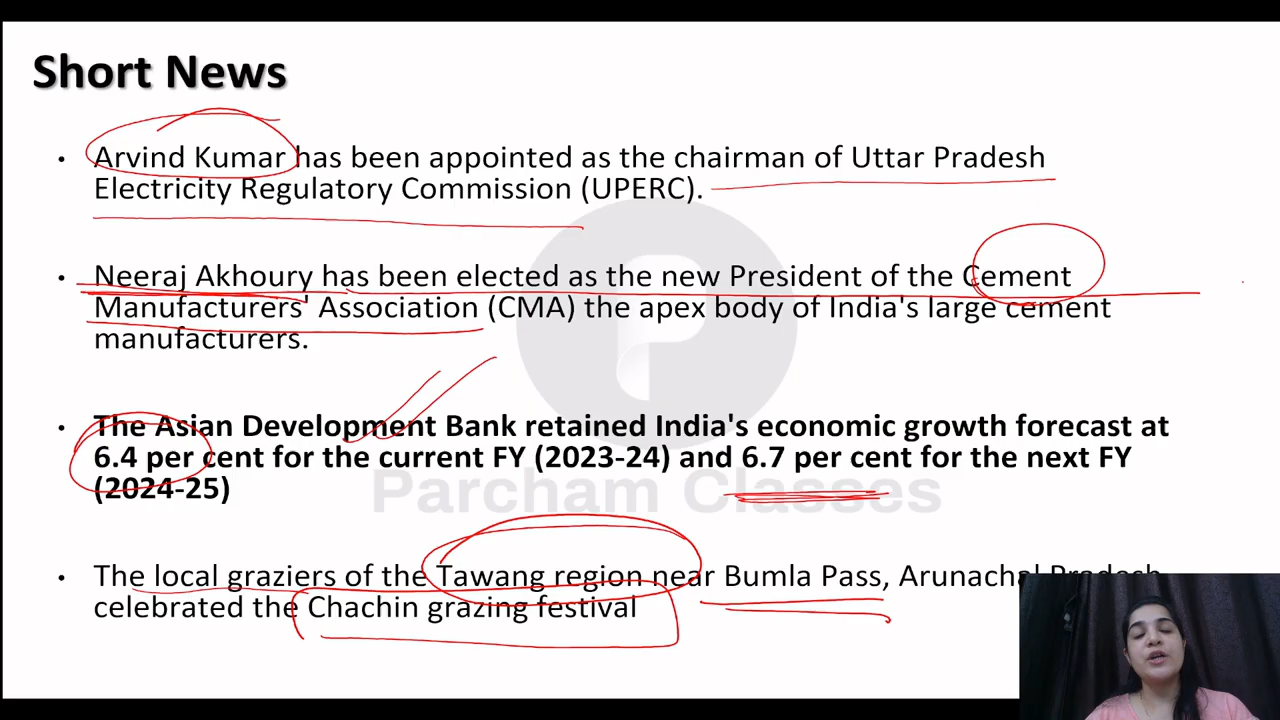 Short News
• Arvind Kumar has been appointed as the chairman of Uttar Pradesh
Electricity Regulatory Commission (UPERC).
• Neeraj Akhoury has been elected as the new President of the Cement
Manufacturers' Association (CMA) the apex body of India's large cement
manufacturers.
• The Asian Development Bank retained India's economic growth forecast at
6.4 per cent for the current FY (2023-24) and 6.7 per cent for the next FY
(2024-25)
Parcham Classes
• The local graziers of the Tawang region near Bumla Pass, Arunachal Pradesh
celebrated the Chachin grazing festival